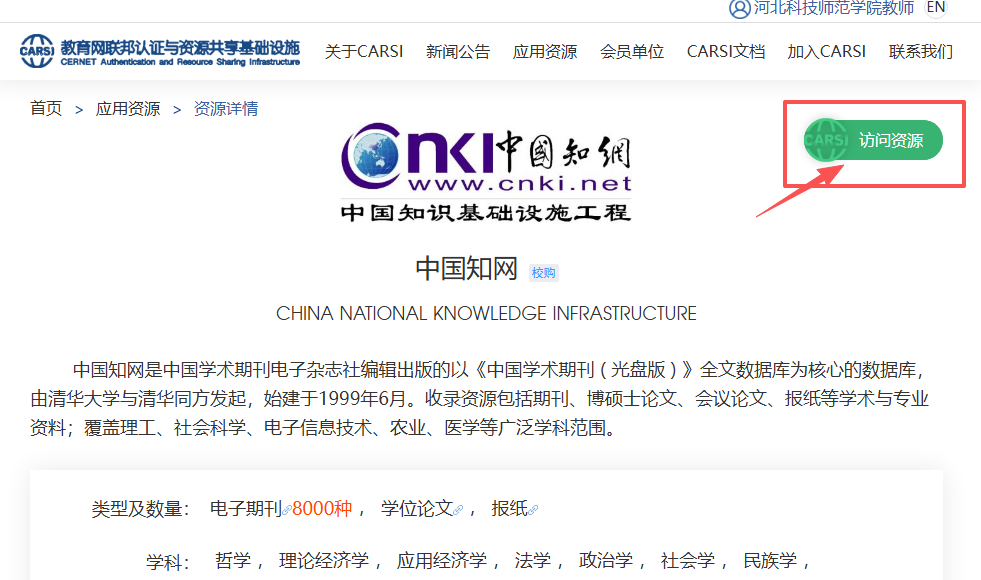 河北科技师范学院教师 EN
CARSI 教育网联邦认证与资源共享基础设施
CERNET Authentication and Resource Sharing Infrastructure
关于CARSI 新闻公告 应用资源 会员单位 CARSI文档 加入CARSI 联系我们
首页 > 应用资源 > 资源详情
CARSI 访问资源
cnki 中國知網
www.cnki.net
中国知识基础设施工程
中国知网 校购
CHINA NATIONAL KNOWLEDGE INFRASTRUCTURE
中国知网是中国学术期刊电子杂志社编辑出版的以《中国学术期刊（光盘版）》全文数据库为核心的数据库，
由清华大学与清华同方发起，始建于1999年6月。收录资源包括期刊、博硕士论文、会议论文、报纸等学术与专业
资料；覆盖理工、社会科学、电子信息技术、农业、医学等广泛学科范围。
类型及数量： 电子期刊8000种， 学位论文， 报纸
学科： 哲学， 理论经济学， 应用经济学， 法学， 政治学， 社会学， 民族学，